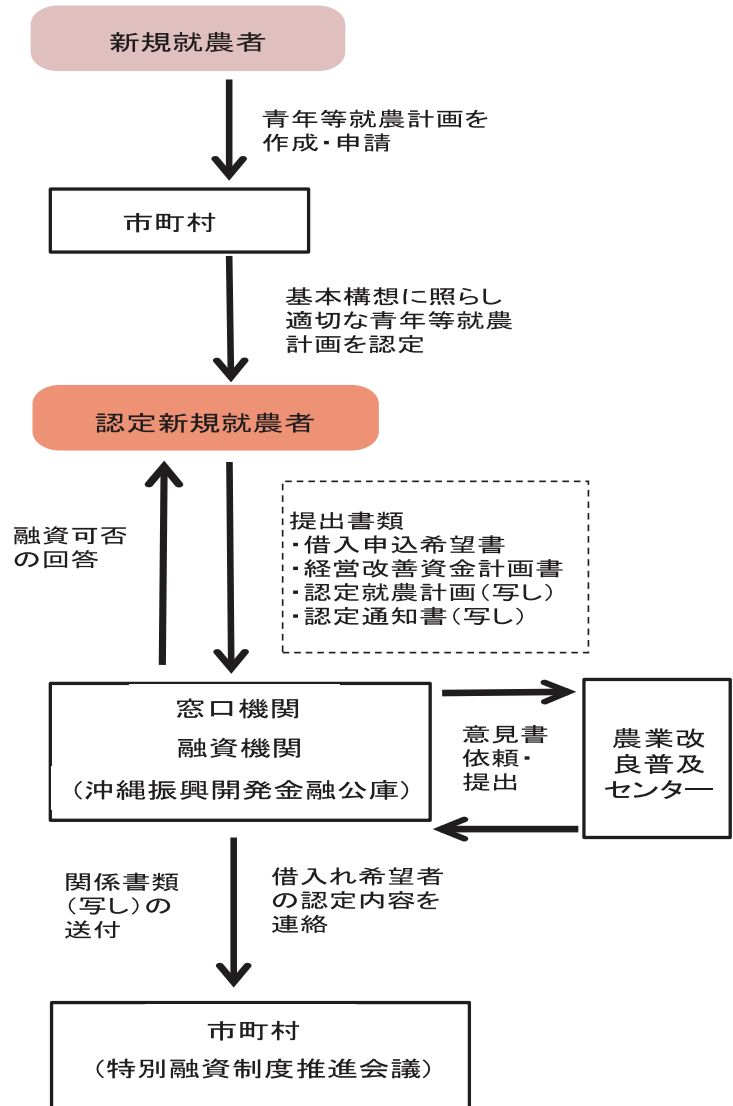 新規就農者
青年等就農計画を
作成・申請
市町村
基本構想に照らし
適切な青年等就農
計画を認定
認定新規就農者
融資可否
の回答
提出書類
・借入申込希望書
・経営改善資金計画書
・認定就農計画(写し)
・認定通知書(写し)
窓口機関
融資機関
(沖縄振興開発金融公庫)
意見書
依頼・
提出
農業改
良普及
センター
関係書類
(写し)の
送付
借入れ希望者
の認定内容を
連絡
市町村
(特別融資制度推進会議)